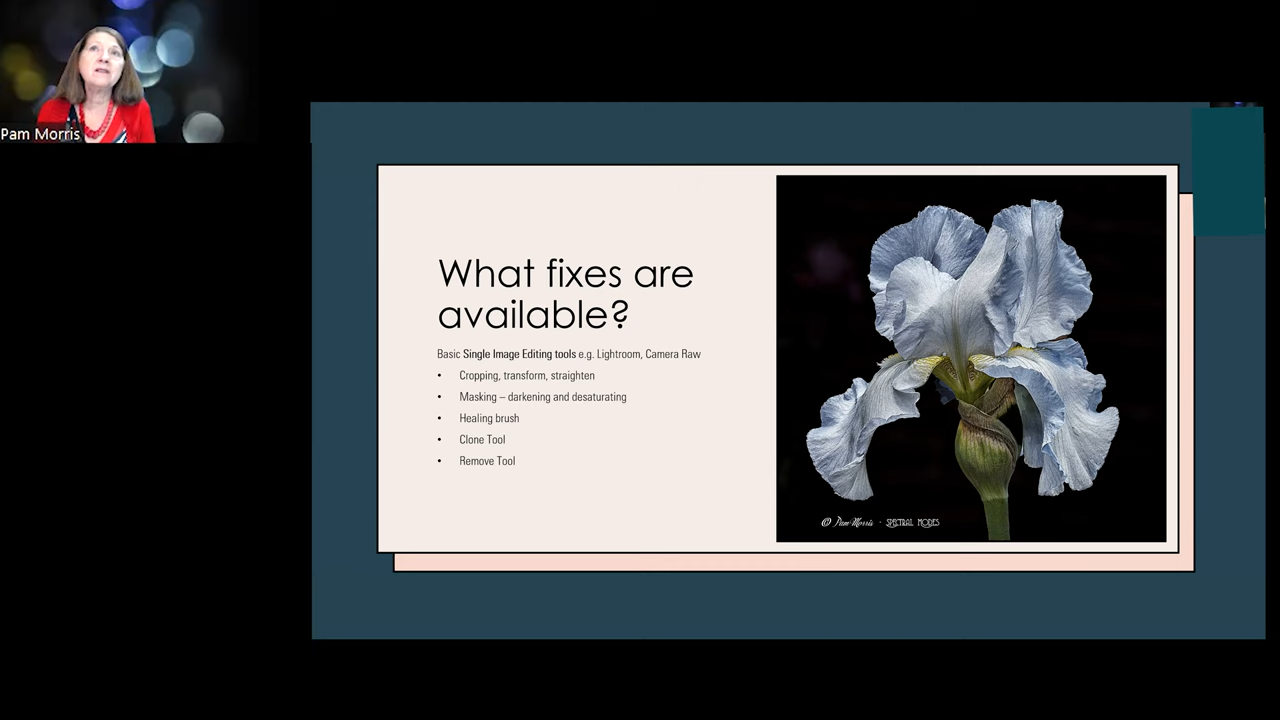 Pam Morris
What fixes are
available?
Basic Single Image Editing tools e.g. Lightroom, Camera Raw
• Cropping, transform, straighten
• Masking – darkening and desaturating
• Healing brush
• Clone Tool
• Remove Tool
© Pam Morris · SPECTRAL MODES